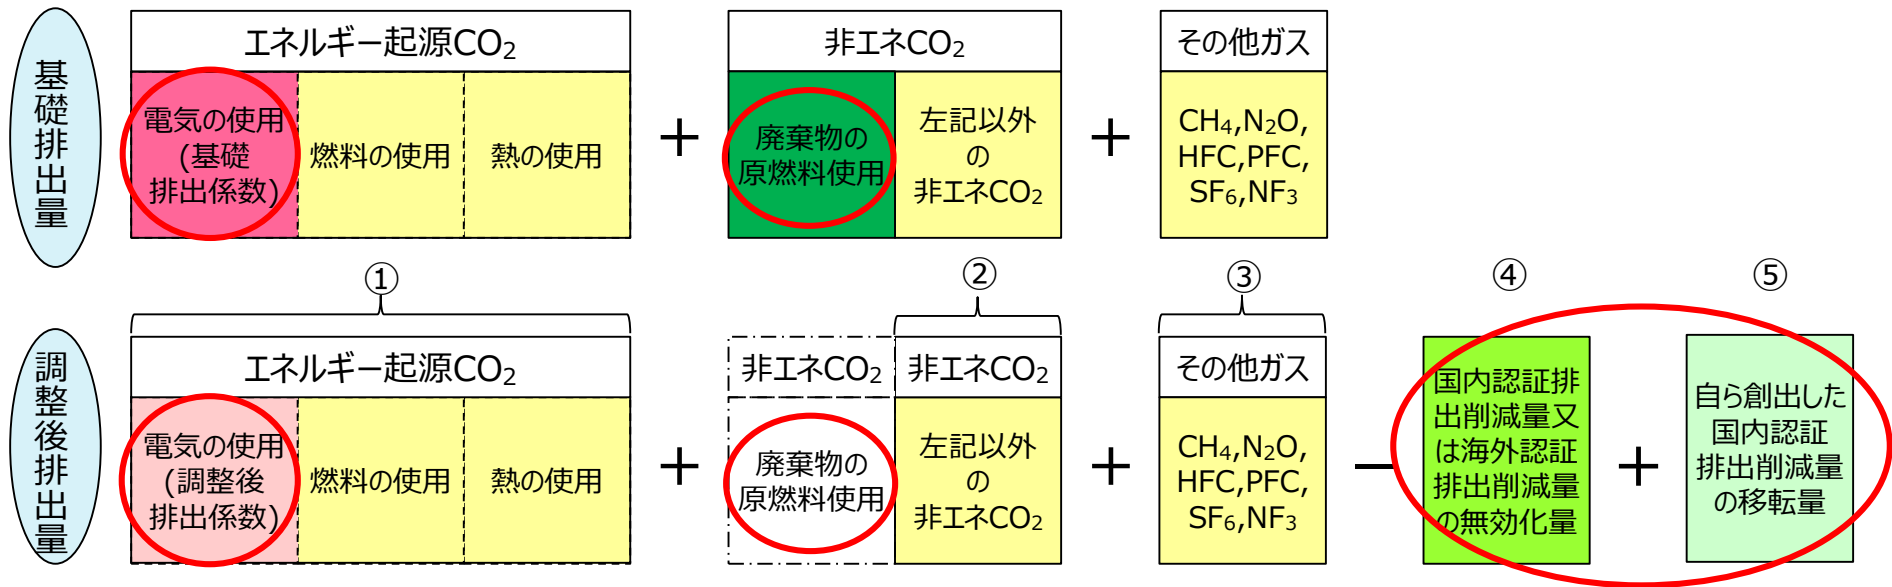 基礎排出量
エネルギー起源CO₂
電気の使用
(基礎
排出係数)
燃料の使用
熱の使用
＋
非エネCO₂
廃棄物の
原燃料使用
左記以外
の
非エネCO₂
＋
その他ガス
CH₄,N₂O,
HFC,PFC,
SF₆,NF₃
①
②
③
④
⑤
調整後排出量
エネルギー起源CO₂
電気の使用
(調整後
排出係数)
燃料の使用
熱の使用
＋
非エネCO₂
廃棄物の
原燃料使用
非エネCO₂
左記以外
の
非エネCO₂
＋
その他ガス
CH₄,N₂O,
HFC,PFC,
SF₆,NF₃
－
国内認証排
出削減量又
は海外認証
排出削減量
の無効化量
＋
自ら創出した
国内認証
排出削減量
の移転量